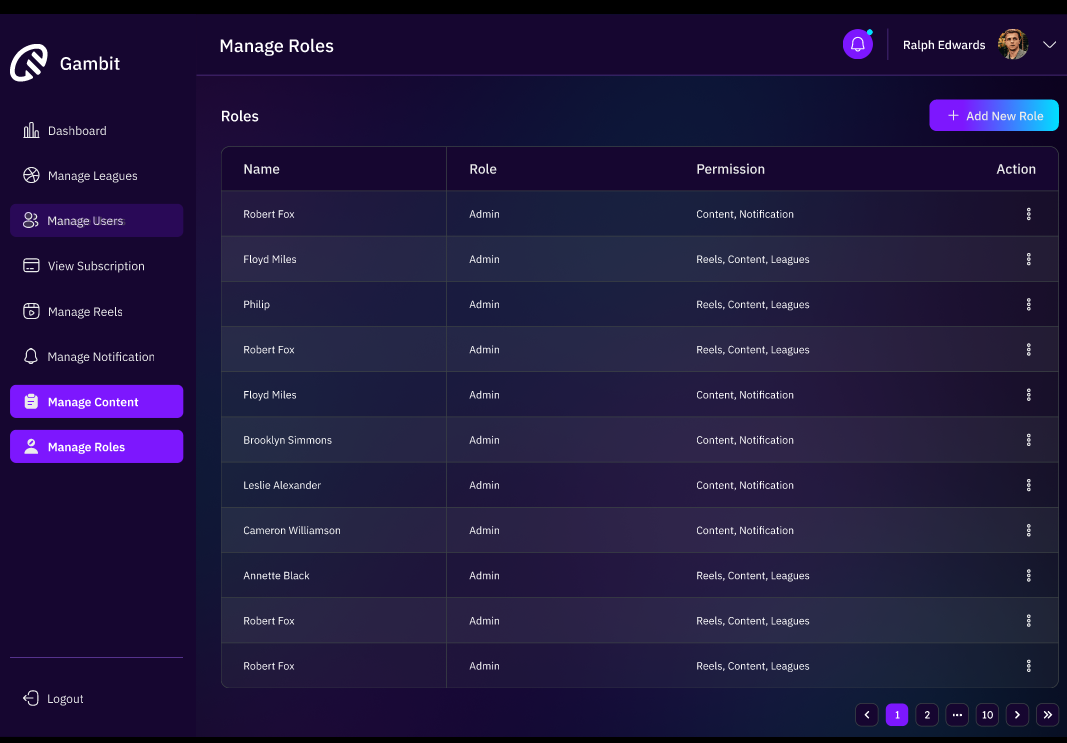 Gambit
Manage Roles
Ralph Edwards
Dashboard
Manage Leagues
Manage Users
View Subscription
Manage Reels
Manage Notification
Manage Content
Manage Roles
Logout
Roles
+ Add New Role
Name Role Permission Action
Robert Fox Admin Content, Notification
Floyd Miles Admin Reels, Content, Leagues
Philip Admin Reels, Content, Leagues
Robert Fox Admin Reels, Content, Leagues
Floyd Miles Admin Content, Notification
Brooklyn Simmons Admin Content, Notification
Leslie Alexander Admin Content, Notification
Cameron Williamson Admin Content, Notification
Annette Black Admin Reels, Content, Leagues
Robert Fox Admin Reels, Content, Leagues
Robert Fox Admin Reels, Content, Leagues
1 2 ... 10